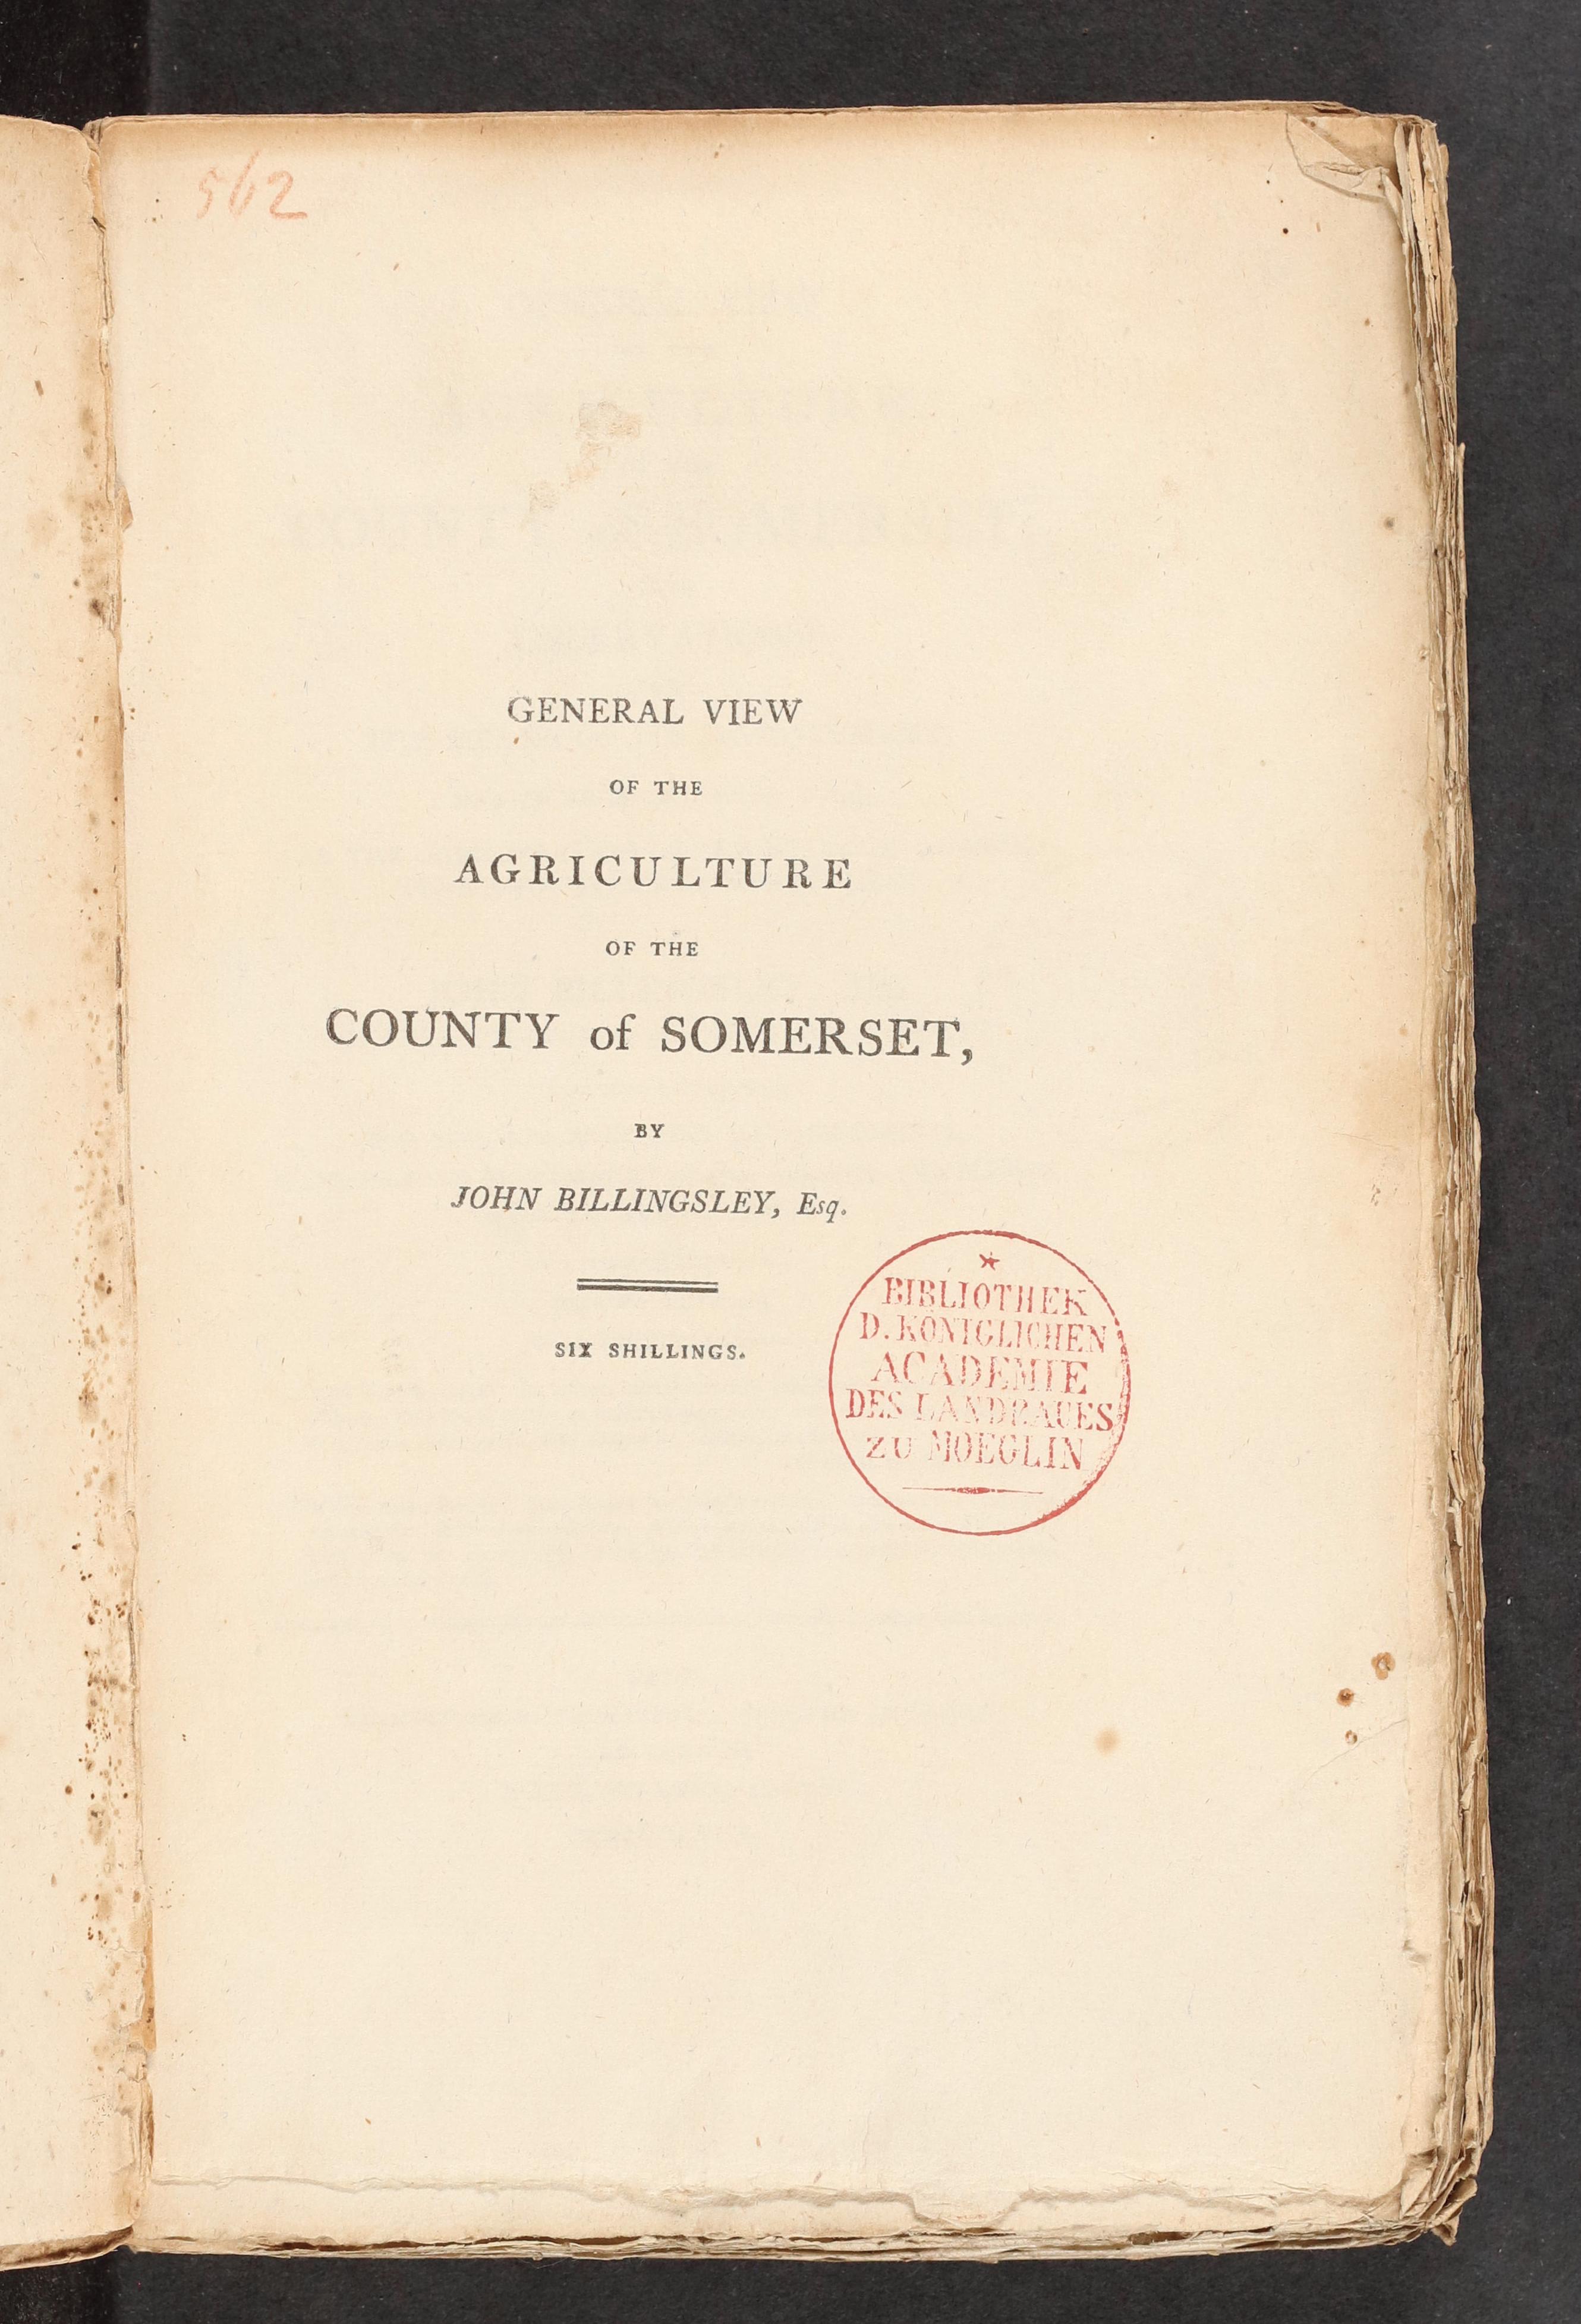 562
GENERAL VIEW
OF THE
AGRICULTURE
OF THE
COUNTY of SOMERSET,
BY
JOHN BILLINGSLEY, Esq.
SIX SHILLINGS.
BIBLIOTHEK
D. KÖNIGLICHEN
ACADEMIE
DES LANDBAUES
ZU MOEGLIN